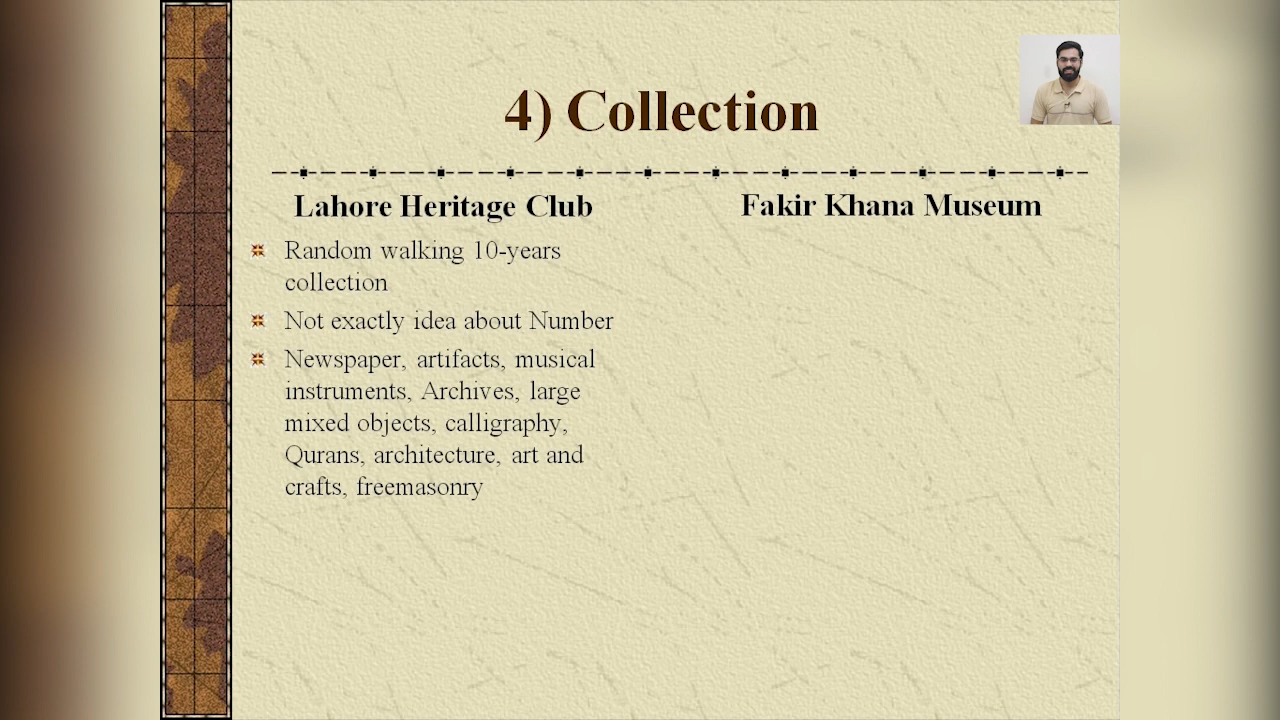 4) Collection
Lahore Heritage Club
Fakir Khana Museum
Random walking 10-years
collection
Not exactly idea about Number
Newspaper, artifacts, musical
instruments, Archives, large
mixed objects, calligraphy,
Qurans, architecture, art and
crafts, freemasonry